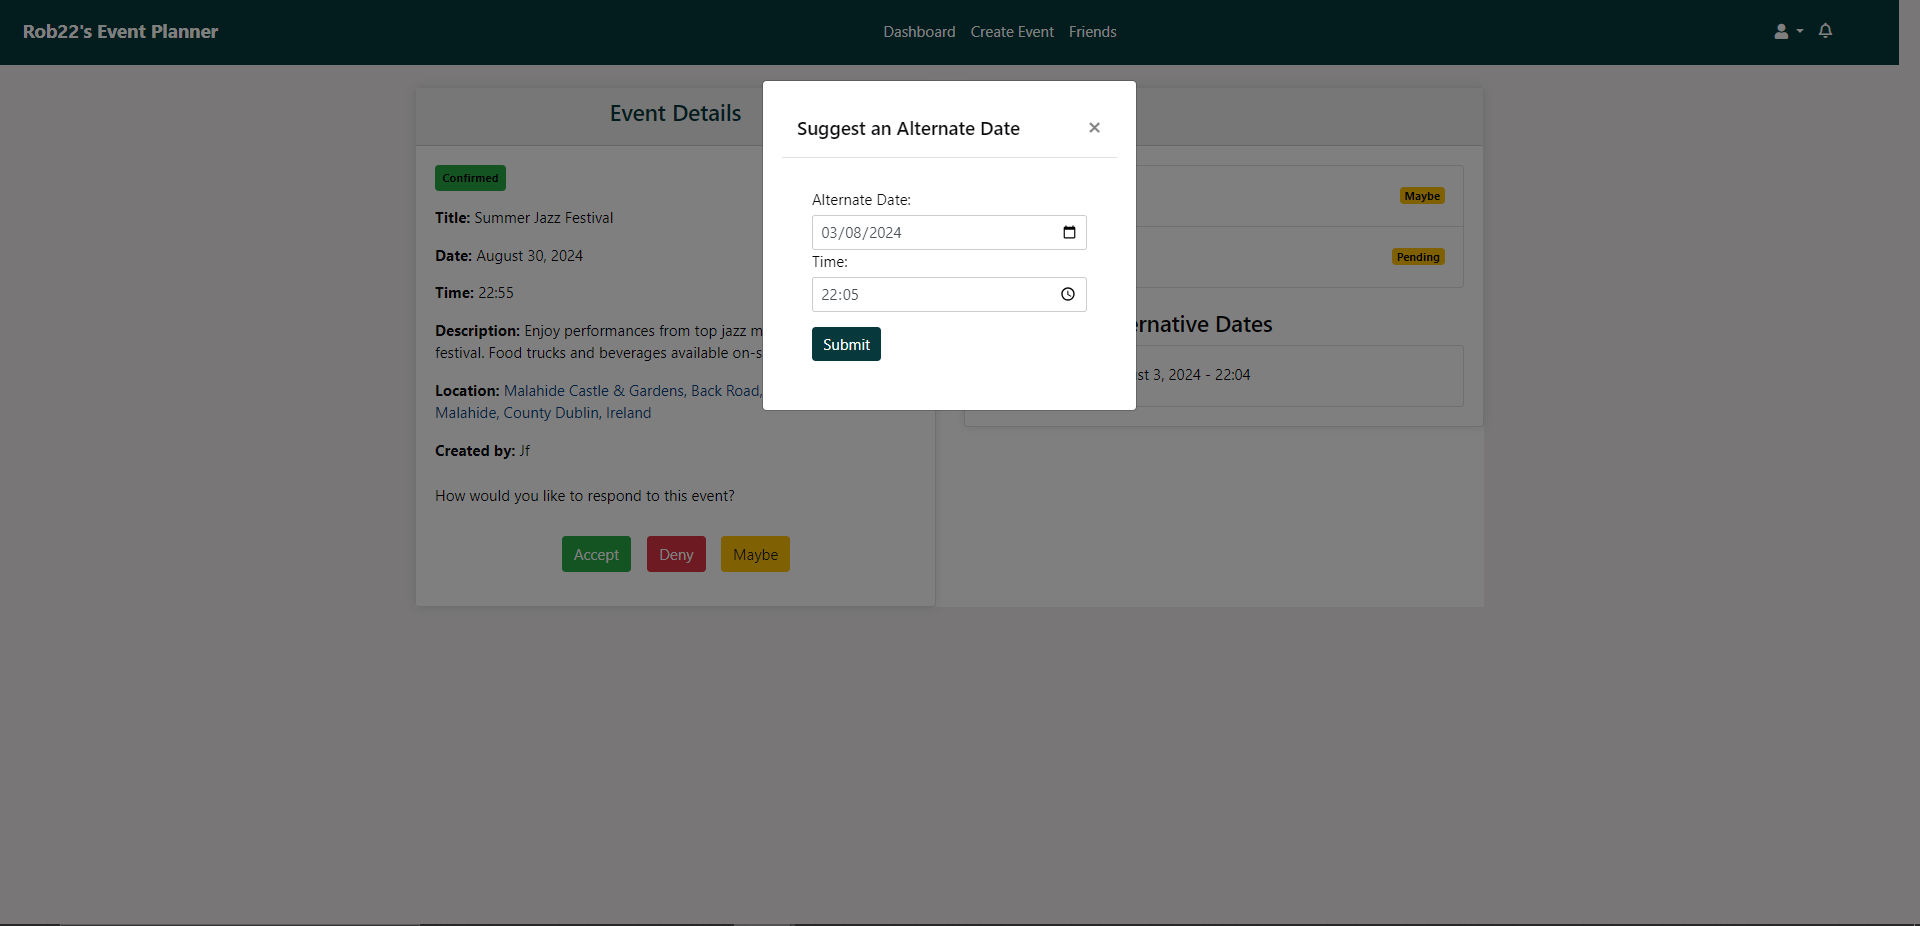 Rob22's Event Planner
Dashboard Create Event Friends
Event Details
Confirmed
Title: Summer Jazz Festival
Date: August 30, 2024
Time: 22:55
Description: Enjoy performances from top jazz
festival. Food trucks and beverages available
Location: Malahide Castle & Gardens, Back Road,
Malahide, County Dublin, Ireland
Created by: Jf
How would you like to respond to this event?
Accept Deny Maybe
Suggest an Alternate Date ×
Alternate Date:
03/08/2024
Time:
22:05
Submit
Maybe
Pending
Dates
3, 2024 - 22:04